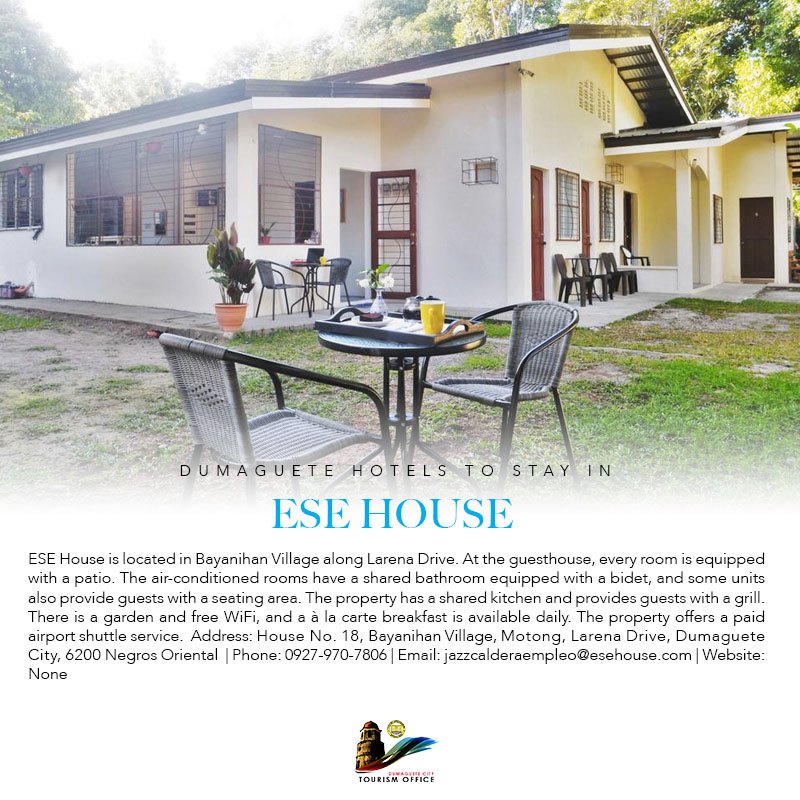 DUMAGUETE HOTELS TO STAY IN
ESE HOUSE
ESE House is located in Bayanihan Village along Larena Drive. At the guesthouse, every room is equipped
with a patio. The air-conditioned rooms have a shared bathroom equipped with a bidet, and some units
also provide guests with a seating area. The property has a shared kitchen and provides guests with a grill.
There is a garden and free WiFi, and a à la carte breakfast is available daily. The property offers a paid
airport shuttle service. Address: House No. 18, Bayanihan Village, Motong, Larena Drive, Dumaguete
City, 6200 Negros Oriental | Phone: 0927-970-7806 | Email: jazzcalderaempleo@esehouse.com | Website:
None
DUMAGUETE CITY
TOURISM OFFICE